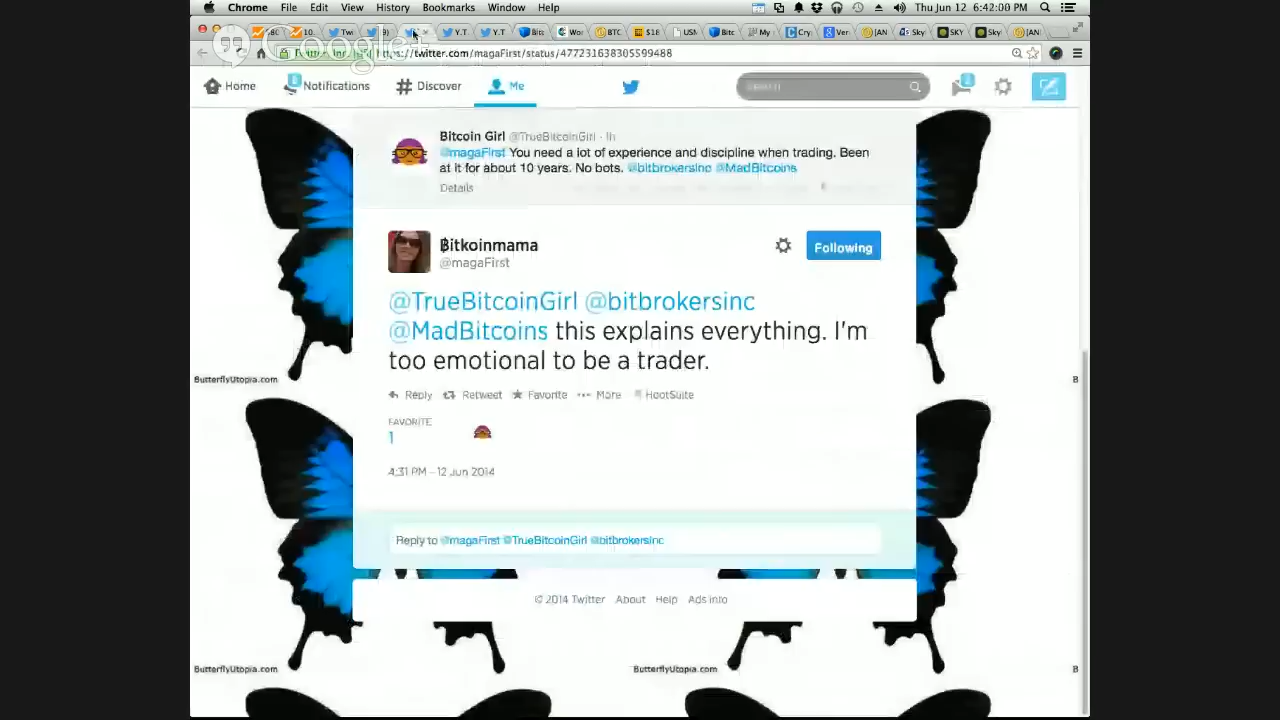 Chrome File Edit View History Bookmarks Window Help Thu Jun 12 6:42:00 PM
Google+
https://twitter.com/magaFirst/status/477231638305599488
Home Notifications # Discover Me
Bitcoin Girl @TrueBitcoinGirl · 1h
@magaFirst You need a lot of experience and discipline when trading. Been
at it for about 10 years. No bots. @bitbrokersinc @MadBitcoins
Details
Bitkoinmama
@magaFirst
Following
@TrueBitcoinGirl @bitbrokersinc
@MadBitcoins this explains everything. I'm
too emotional to be a trader.
Reply Retweet Favorite More HootSuite
FAVORITE
1
4:31 PM - 12 Jun 2014
Reply to @magaFirst @TrueBitcoinGirl @bitbrokersinc
© 2014 Twitter About Help Ads info
ButterflyUtopia.com
B
ButterflyUtopia.com
ButterflyUtopia.com
B